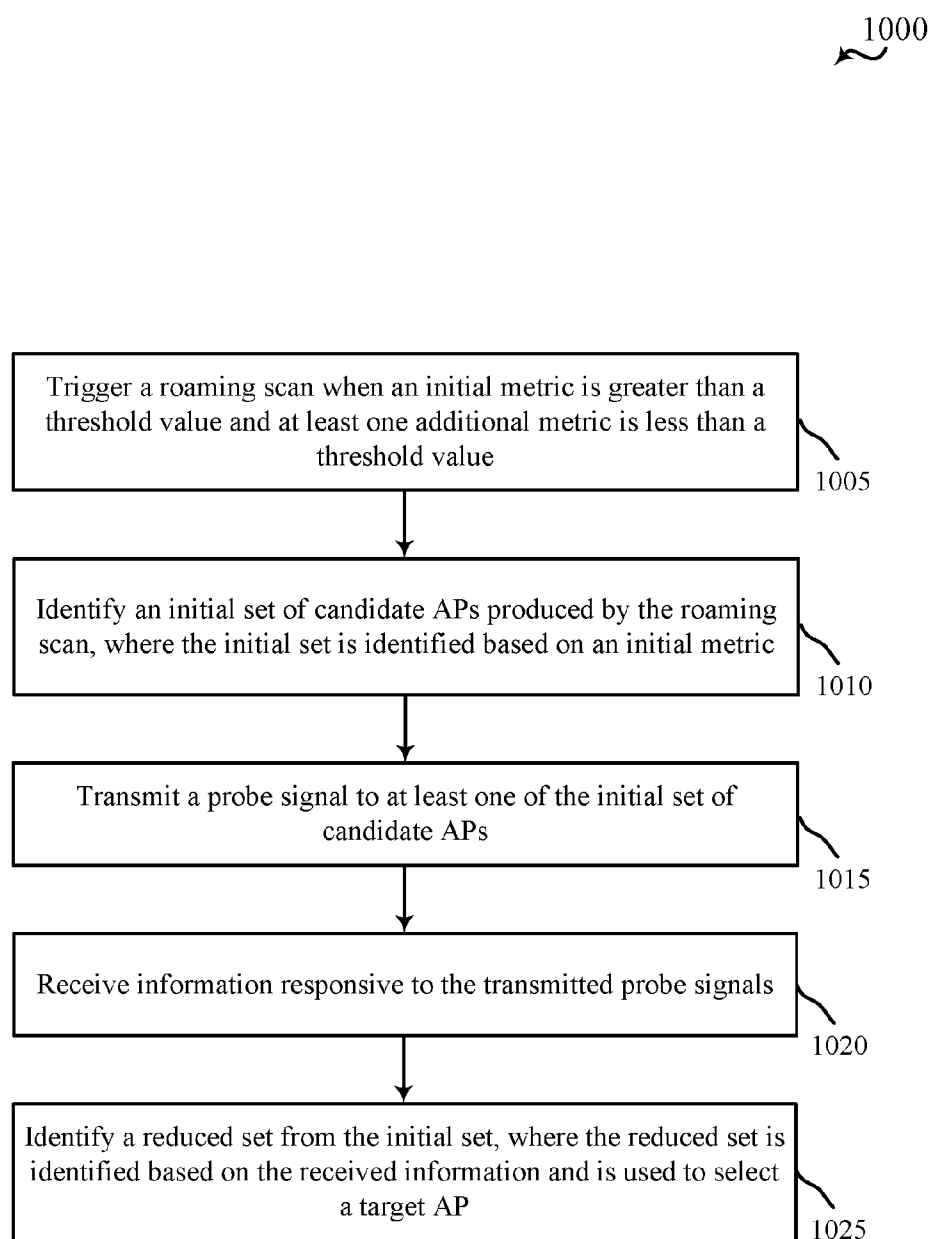 1000
Trigger a roaming scan when an initial metric is greater than a
threshold value and at least one additional metric is less than a
threshold value
1005
Identify an initial set of candidate APs produced by the roaming
scan, where the initial set is identified based on an initial metric
1010
Transmit a probe signal to at least one of the initial set of
candidate APs
1015
Receive information responsive to the transmitted probe signals
1020
Identify a reduced set from the initial set, where the reduced set is
identified based on the received information and is used to select
a target AP
1025